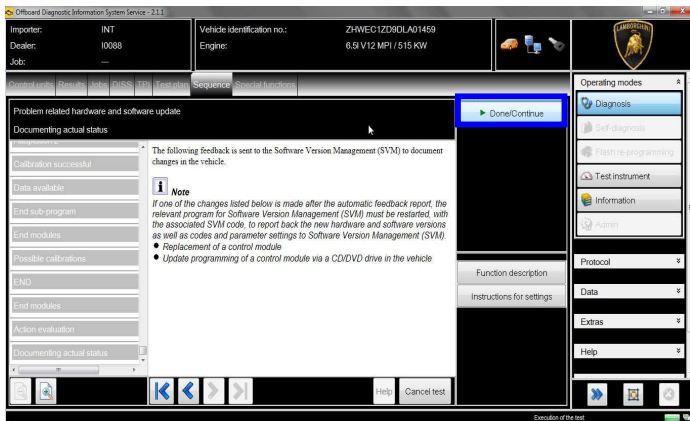 Offboard Diagnostic Information System Service - 2.1.1
Importer: INT
Dealer: I0088
Job: ---
Vehicle identification no.: ZHWEC1ZD9DLA01459
Engine: 6.5l V12 MPI / 515 KW
LAMBORGHINI
Control units Results Jobs DISS TPI Test plan Sequence Special functions
Operating modes
Problem related hardware and software update
Documenting actual status
Done/Continue
Diagnosis
Self-diagnosis
Flash re-programming
Test instrument
Information
Admin
Calibration successful
Data available
End sub-program
End modules
Possible calibrations
END
End modules
Action evaluation
Documenting actual status
The following feedback is sent to the Software Version Management (SVM) to document
changes in the vehicle.
Note
If one of the changes listed below is made after the automatic feedback report, the
relevant program for Software Version Management (SVM) must be restarted, with
the associated SVM code, to report back the new hardware and software versions
as well as codes and parameter settings to Software Version Management (SVM).
● Replacement of a control module
● Update programming of a control module via a CD/DVD drive in the vehicle
Function description
Instructions for settings
Protocol
Data
Extras
Help
Help
Cancel test
Execution of the test